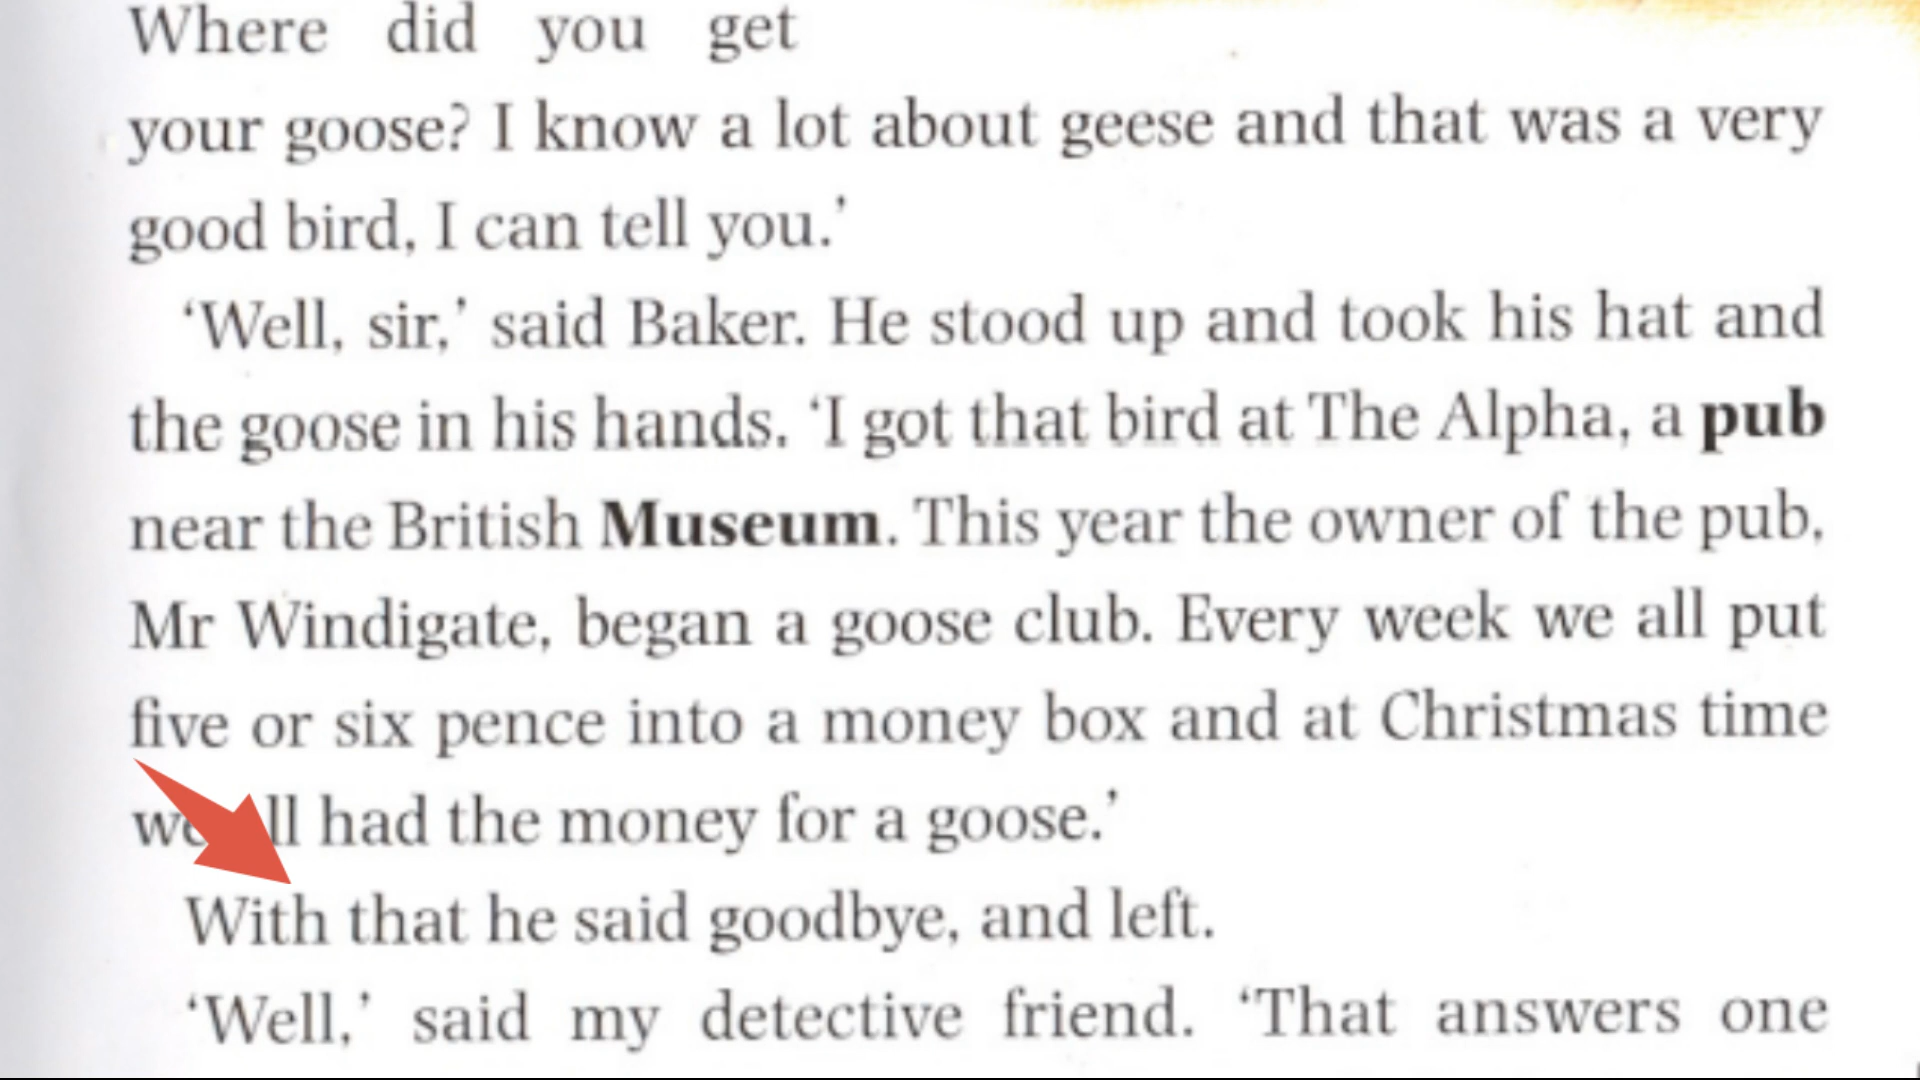 Where did you get
your goose? I know a lot about geese and that was a very
good bird, I can tell you.’
‘Well, sir,’ said Baker. He stood up and took his hat and
the goose in his hands. ‘I got that bird at The Alpha, a pub
near the British Museum. This year the owner of the pub,
Mr Windigate, began a goose club. Every week we all put
five or six pence into a money box and at Christmas time
we all had the money for a goose.’
With that he said goodbye, and left.
‘Well,’ said my detective friend. ‘That answers one